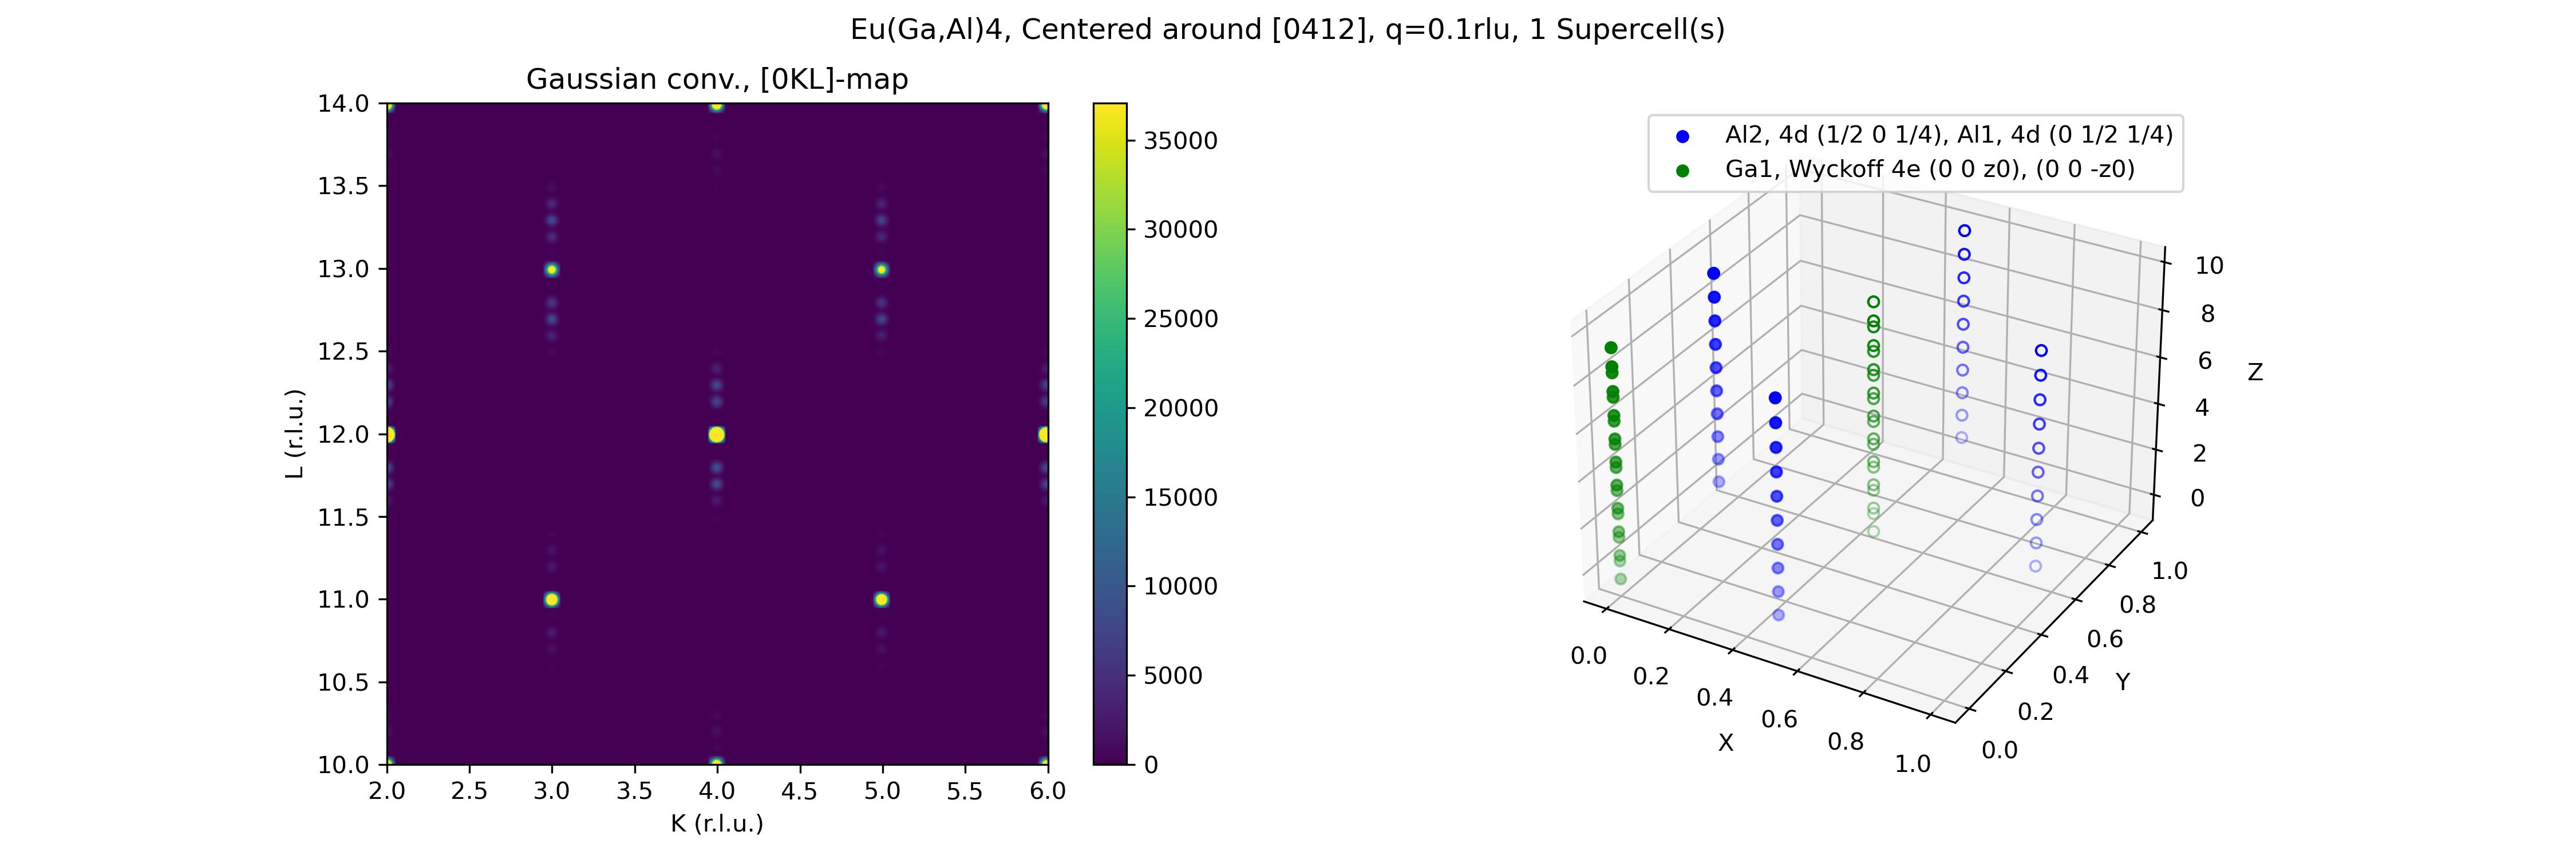 Eu(Ga,Al)4, Centered around [0412], q=0.1rlu, 1 Supercell(s)
Gaussian conv., [0KL]-map
14.0
13.5
13.0
12.5
12.0
11.5
11.0
10.5
10.0
L (r.l.u.)
2.0 2.5 3.0 3.5 4.0 4.5 5.0 5.5 6.0
K (r.l.u.)
35000
30000
25000
20000
15000
10000
5000
0
Al2, 4d (1/2 0 1/4), Al1, 4d (0 1/2 1/4)
Ga1, Wyckoff 4e (0 0 z0), (0 0 -z0)
10
8
6
4
2
0
Z
0.0 0.2 0.4 0.6 0.8 1.0
X
0.0 0.2 0.4 0.6 0.8 1.0
Y